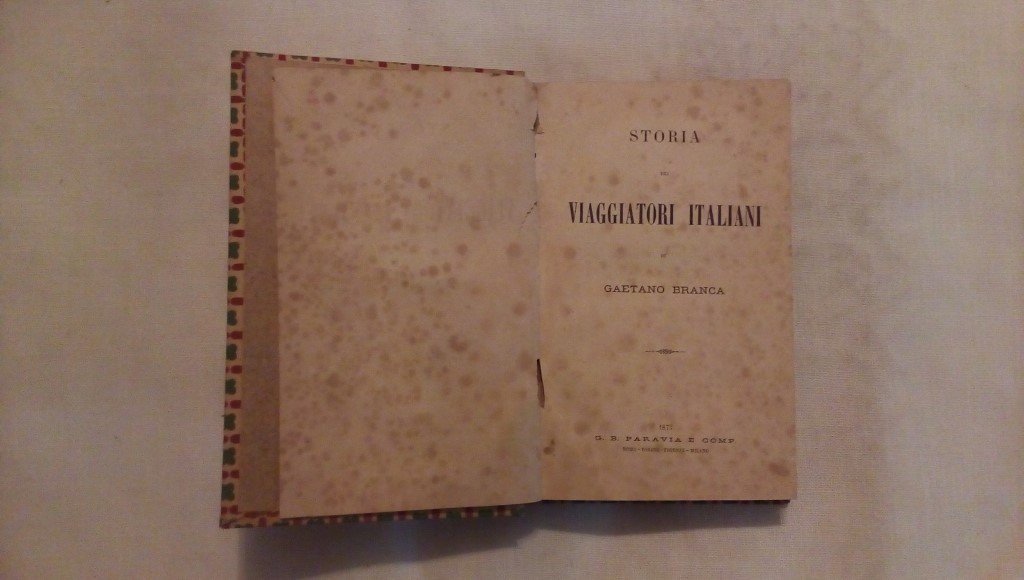 STORIA
VIAGGIATORI ITALIANI
GAETANO BRANCA
G. B. PARAVIA E COMP.